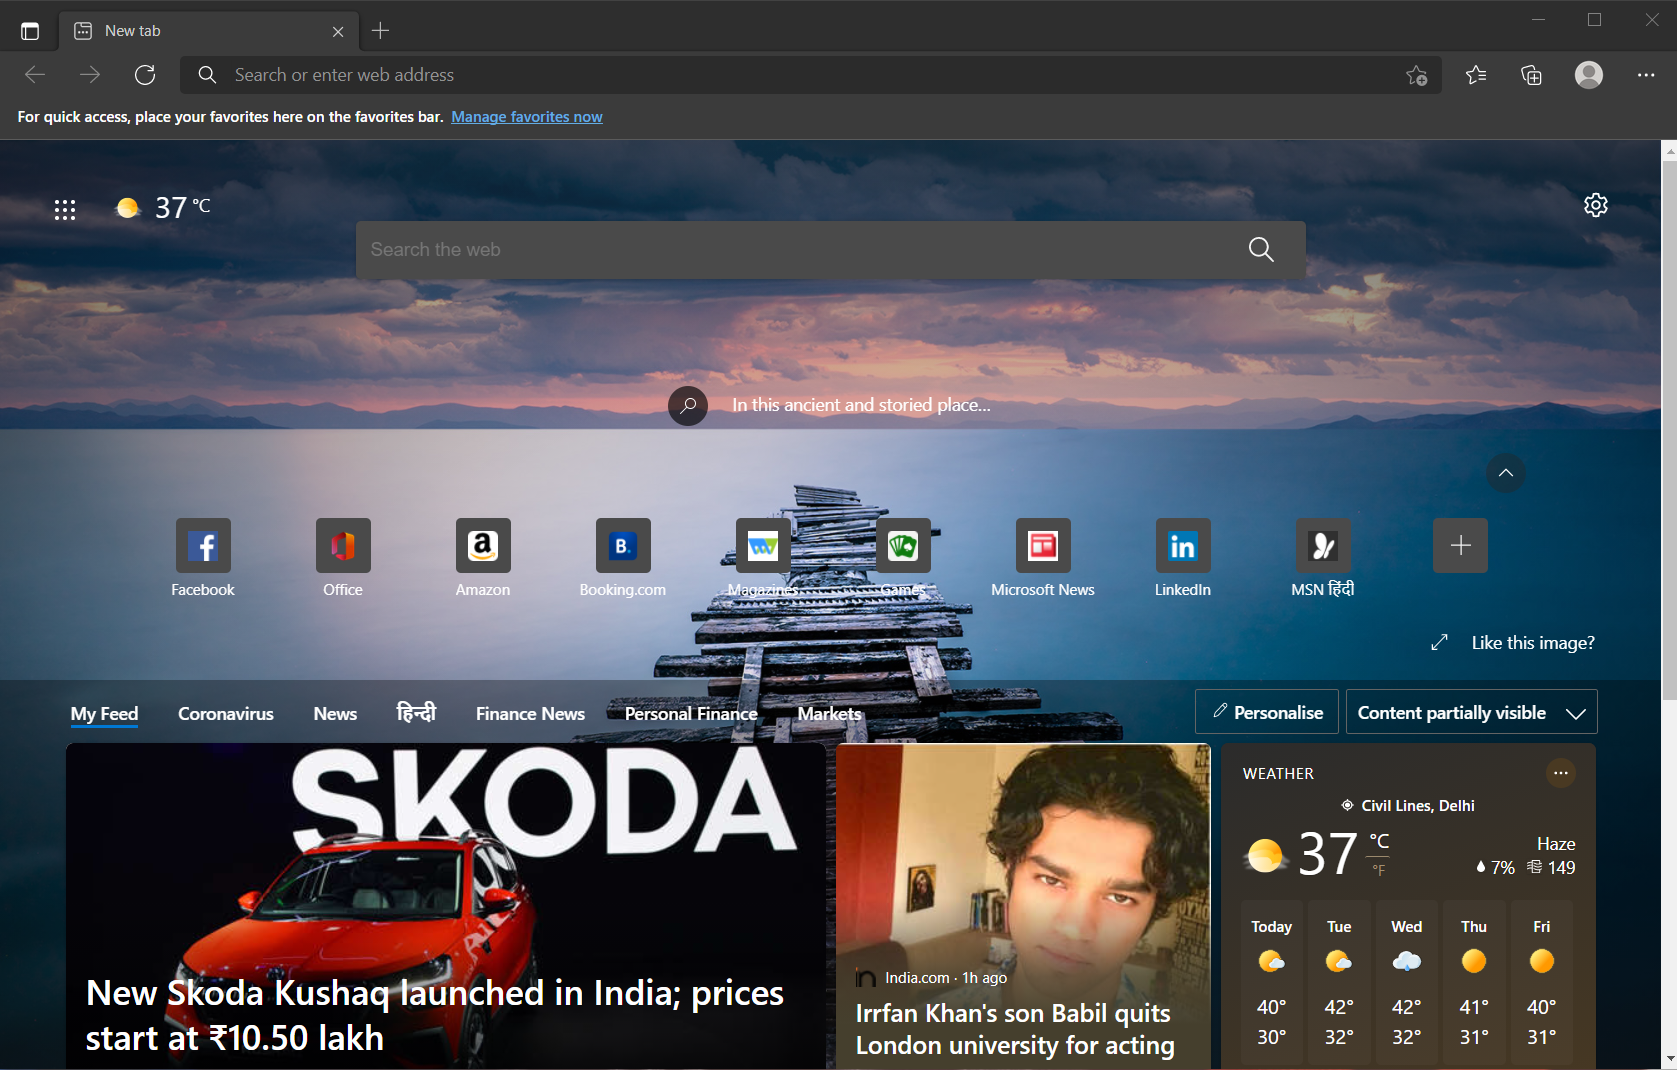 New tab
Search or enter web address
For quick access, place your favorites here on the favorites bar. Manage favorites now
37 °C
Search the web
In this ancient and storied place...
Facebook
Office
Amazon
Booking.com
Magazines
Games
Microsoft News
LinkedIn
MSN हिंदी
Like this image?
My Feed
Coronavirus
News
हिन्दी
Finance News
Personal Finance
Markets
Personalise
Content partially visible
SKODA
New Skoda Kushaq launched in India; prices
start at ₹10.50 lakh
India.com · 1h ago
Irrfan Khan's son Babil quits
London university for acting
WEATHER
Civil Lines, Delhi
37 °C
°F
Haze
7% 149
Today Tue Wed Thu Fri
40° 42° 42° 41° 40°
30° 32° 32° 31° 31°